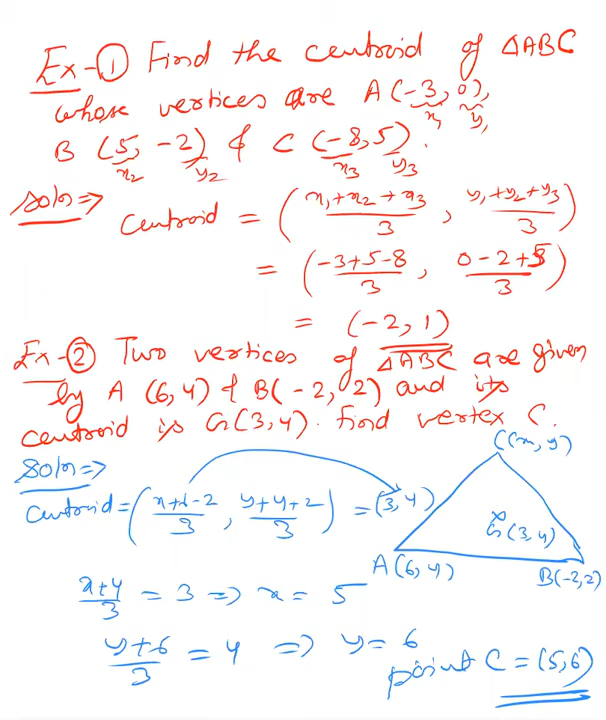 Ex-① Find the centroid of △ABC
whose vertices are A(-3, 0),
x₁ y₁
B (5, -2) & C (-8, 5).
x₂ y₂ x₃ y₃
Soln⇒
Centroid = ( (x₁+x₂+x₃)/3 , (y₁+y₂+y₃)/3 )
= ( (-3+5-8)/3 , (0-2+5)/3 )
= (-2, 1)
Ex-② Two vertices of △ABC are given
by A (6, 4) & B(-2, 2) and its
centroid is G(3, 4). Find vertex C.
Soln⇒
C(x, y)
Centroid = ( (x+6-2)/3 , (y+4+2)/3 ) = (3, 4)
G(3, 4)
A(6, 4)
B(-2, 2)
(x+4)/3 = 3 ⇒ x = 5
(y+6)/3 = 4 ⇒ y = 6
point C = (5, 6)